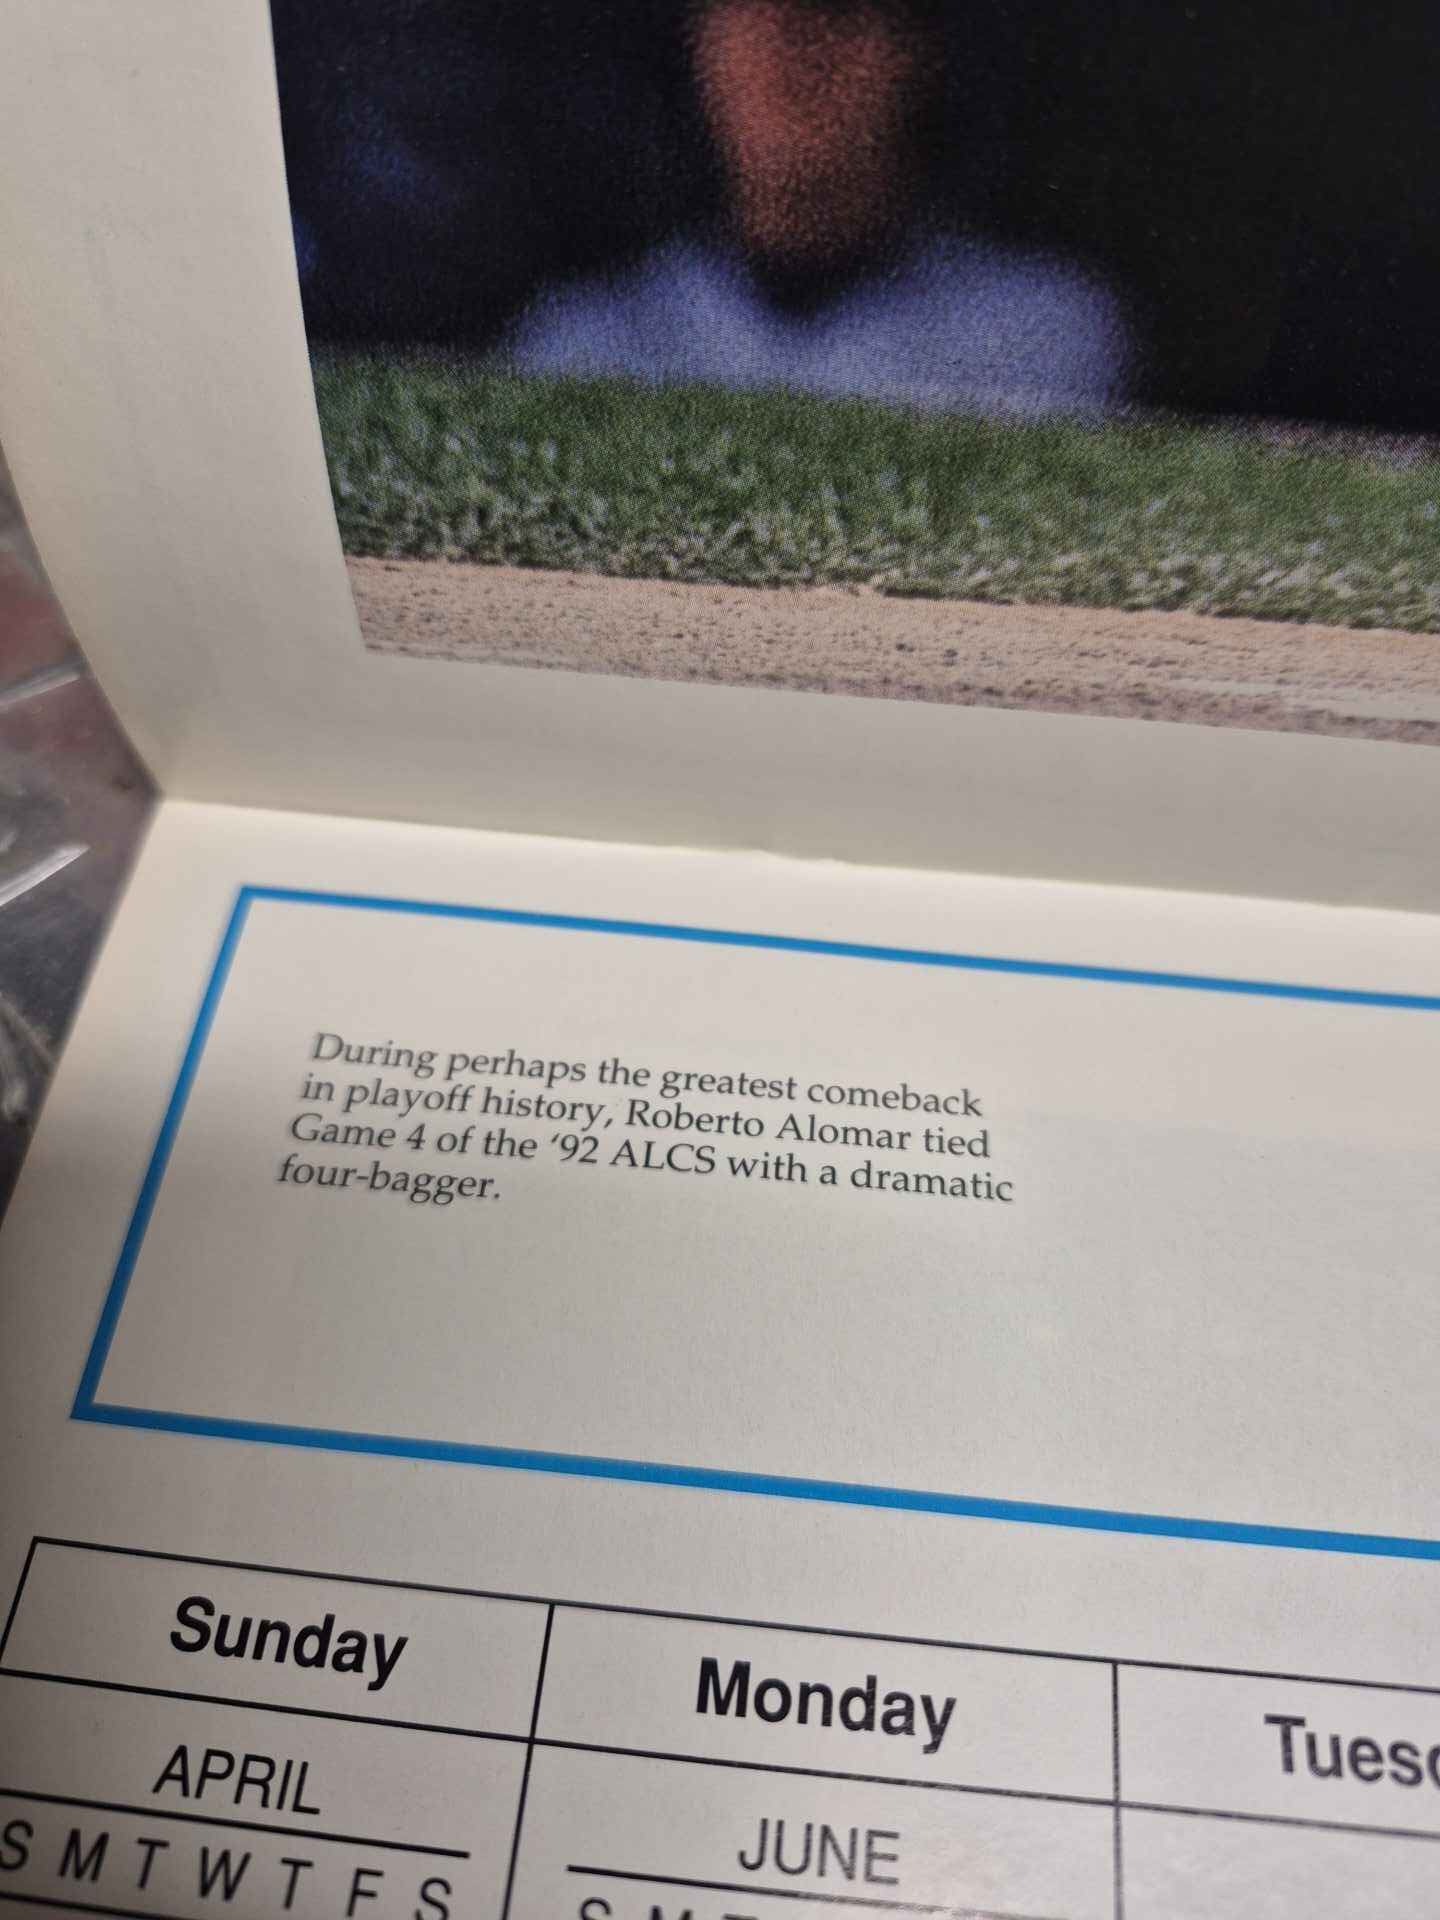 During perhaps the greatest comeback
in playoff history, Roberto Alomar tied
Game 4 of the ‘92 ALCS with a dramatic
four-bagger.
Sunday
Monday
APRIL
JUNE
S M T W T F S
S M T